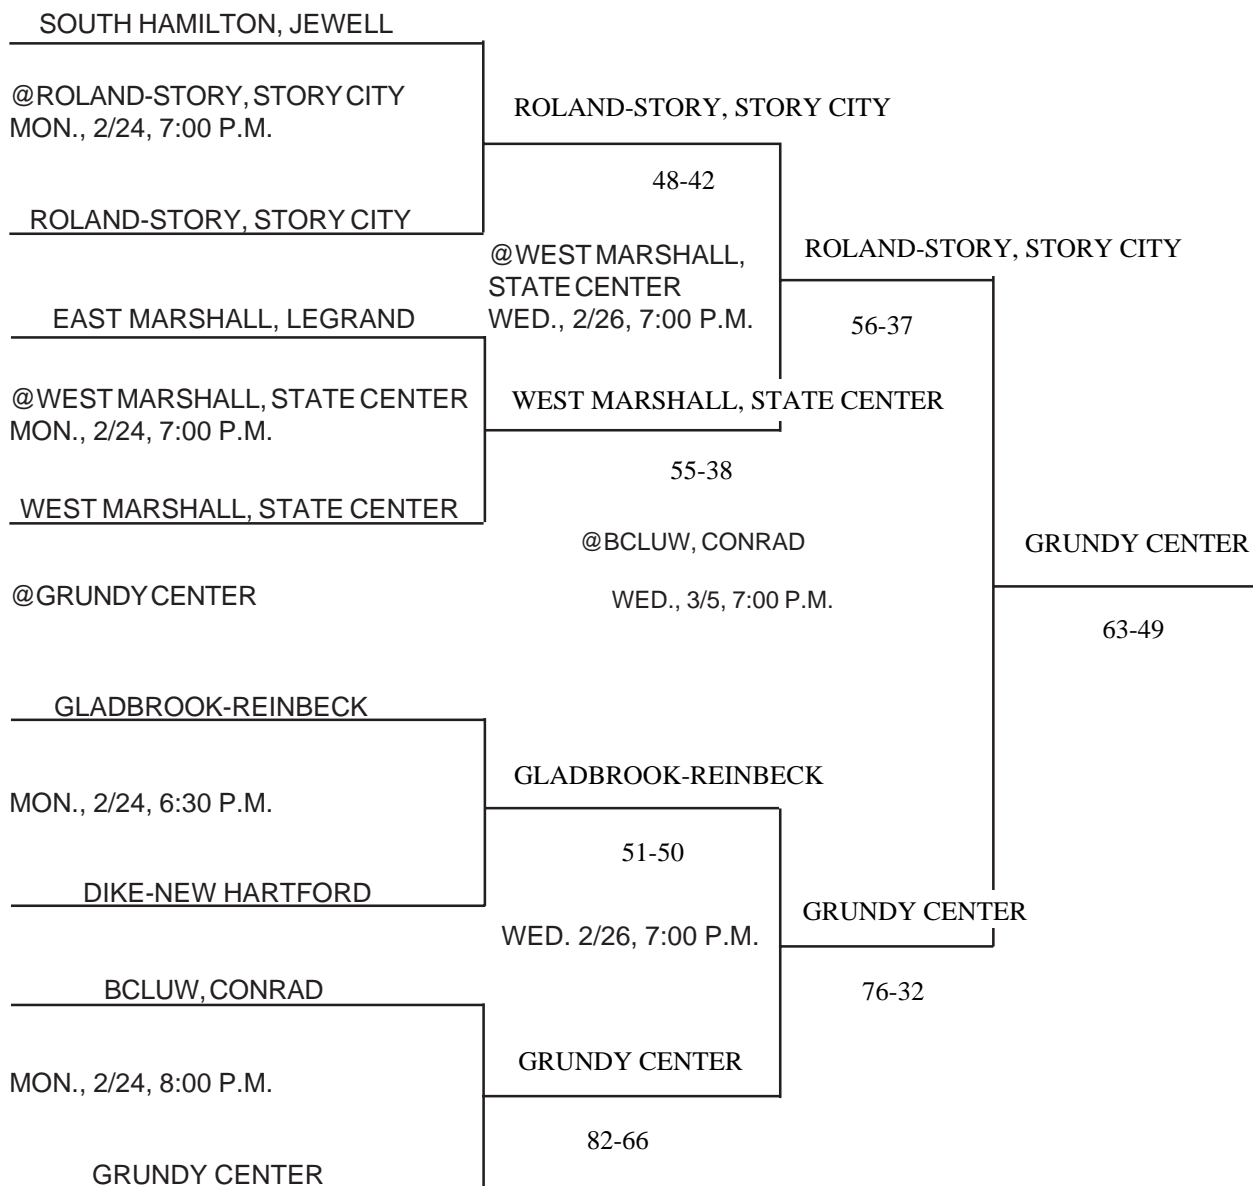 SOUTH HAMILTON, JEWELL
@ROLAND-STORY, STORY CITY
MON., 2/24, 7:00 P.M.
ROLAND-STORY, STORY CITY
48-42
ROLAND-STORY, STORY CITY
EAST MARSHALL, LEGRAND
@WEST MARSHALL, STATE CENTER
MON., 2/24, 7:00 P.M.
WEST MARSHALL, STATE CENTER
55-38
WEST MARSHALL, STATE CENTER
@WEST MARSHALL,
STATE CENTER
WED., 2/26, 7:00 P.M.
ROLAND-STORY, STORY CITY
56-37
@BCLUW, CONRAD
WED., 3/5, 7:00 P.M.
GRUNDY CENTER
63-49
@GRUNDY CENTER
GLADBROOK-REINBECK
MON., 2/24, 6:30 P.M.
GLADBROOK-REINBECK
51-50
DIKE-NEW HARTFORD
WED. 2/26, 7:00 P.M.
GRUNDY CENTER
76-32
BCLUW, CONRAD
MON., 2/24, 8:00 P.M.
GRUNDY CENTER
82-66
GRUNDY CENTER